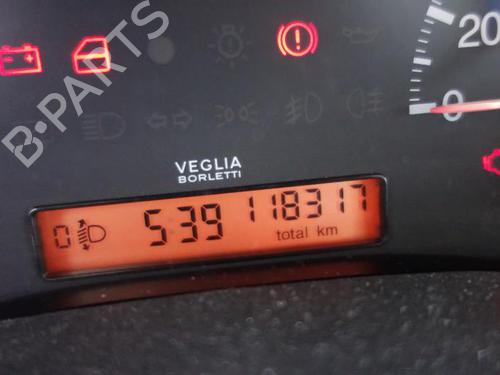 B-PARTS
20
0
VEGLIA
BORLETTI
0 539 118317
total km